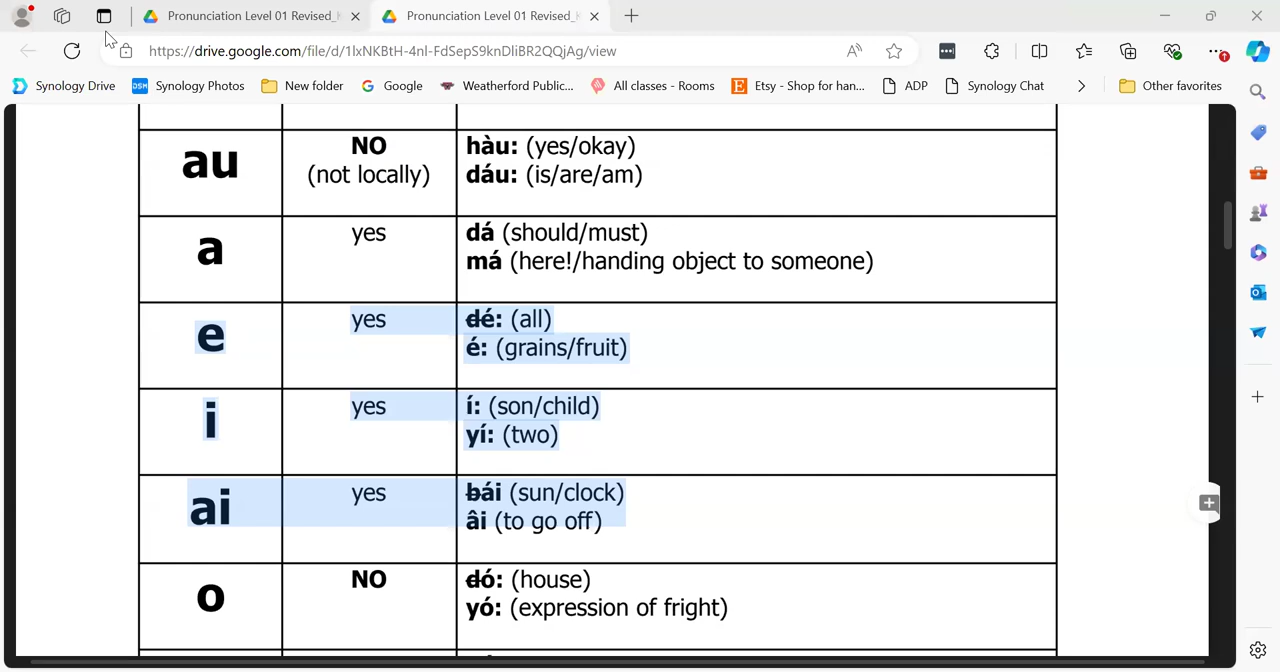 Pronunciation Level 01 Revised_K
Pronunciation Level 01 Revised_K
https://drive.google.com/file/d/1lxNKBtH-4nl-FdSepS9knDliBR2QQjAg/view
Synology Drive
DSM Synology Photos
New folder
Google
Weatherford Public...
All classes - Rooms
Etsy - Shop for han...
ADP
Synology Chat
Other favorites
au NO hàu: (yes/okay)
(not locally) dáu: (is/are/am)
a yes dá (should/must)
má (here!/handing object to someone)
e yes đé: (all)
é: (grains/fruit)
i yes í: (son/child)
yí: (two)
ai yes ƀái (sun/clock)
âi (to go off)
o NO đó: (house)
yó: (expression of fright)